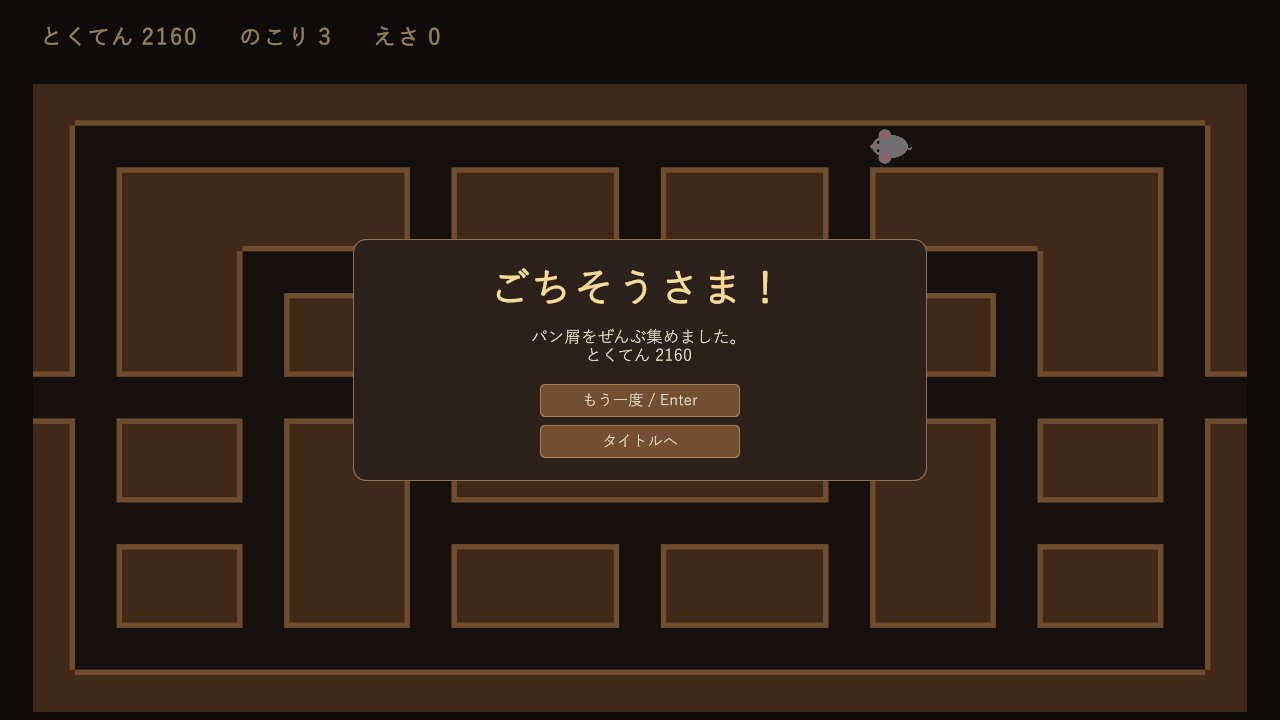 とくてん 2160 のこり 3 えさ 0
ごちそうさま！
パン屑をぜんぶ集めました。
とくてん 2160
もう一度 / Enter
タイトルへ